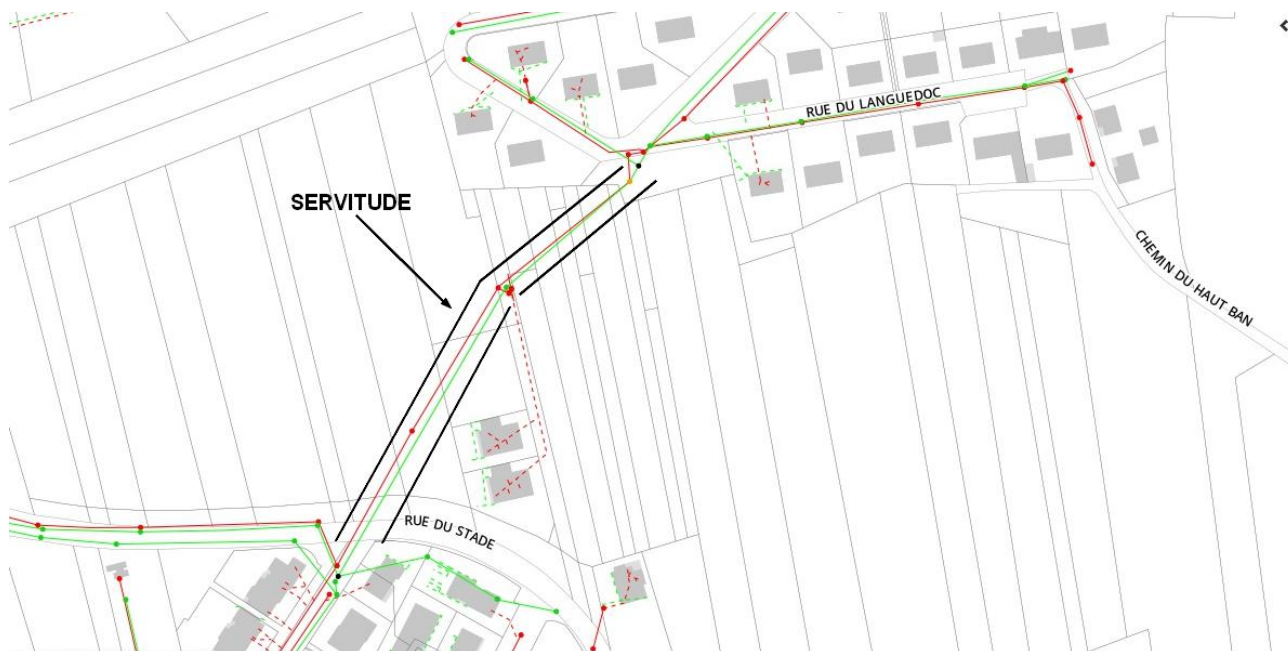 RUE DU LANGUEDOC
SERVITUDE
CHEMIN DU HAUT BAN
RUE DU STADE